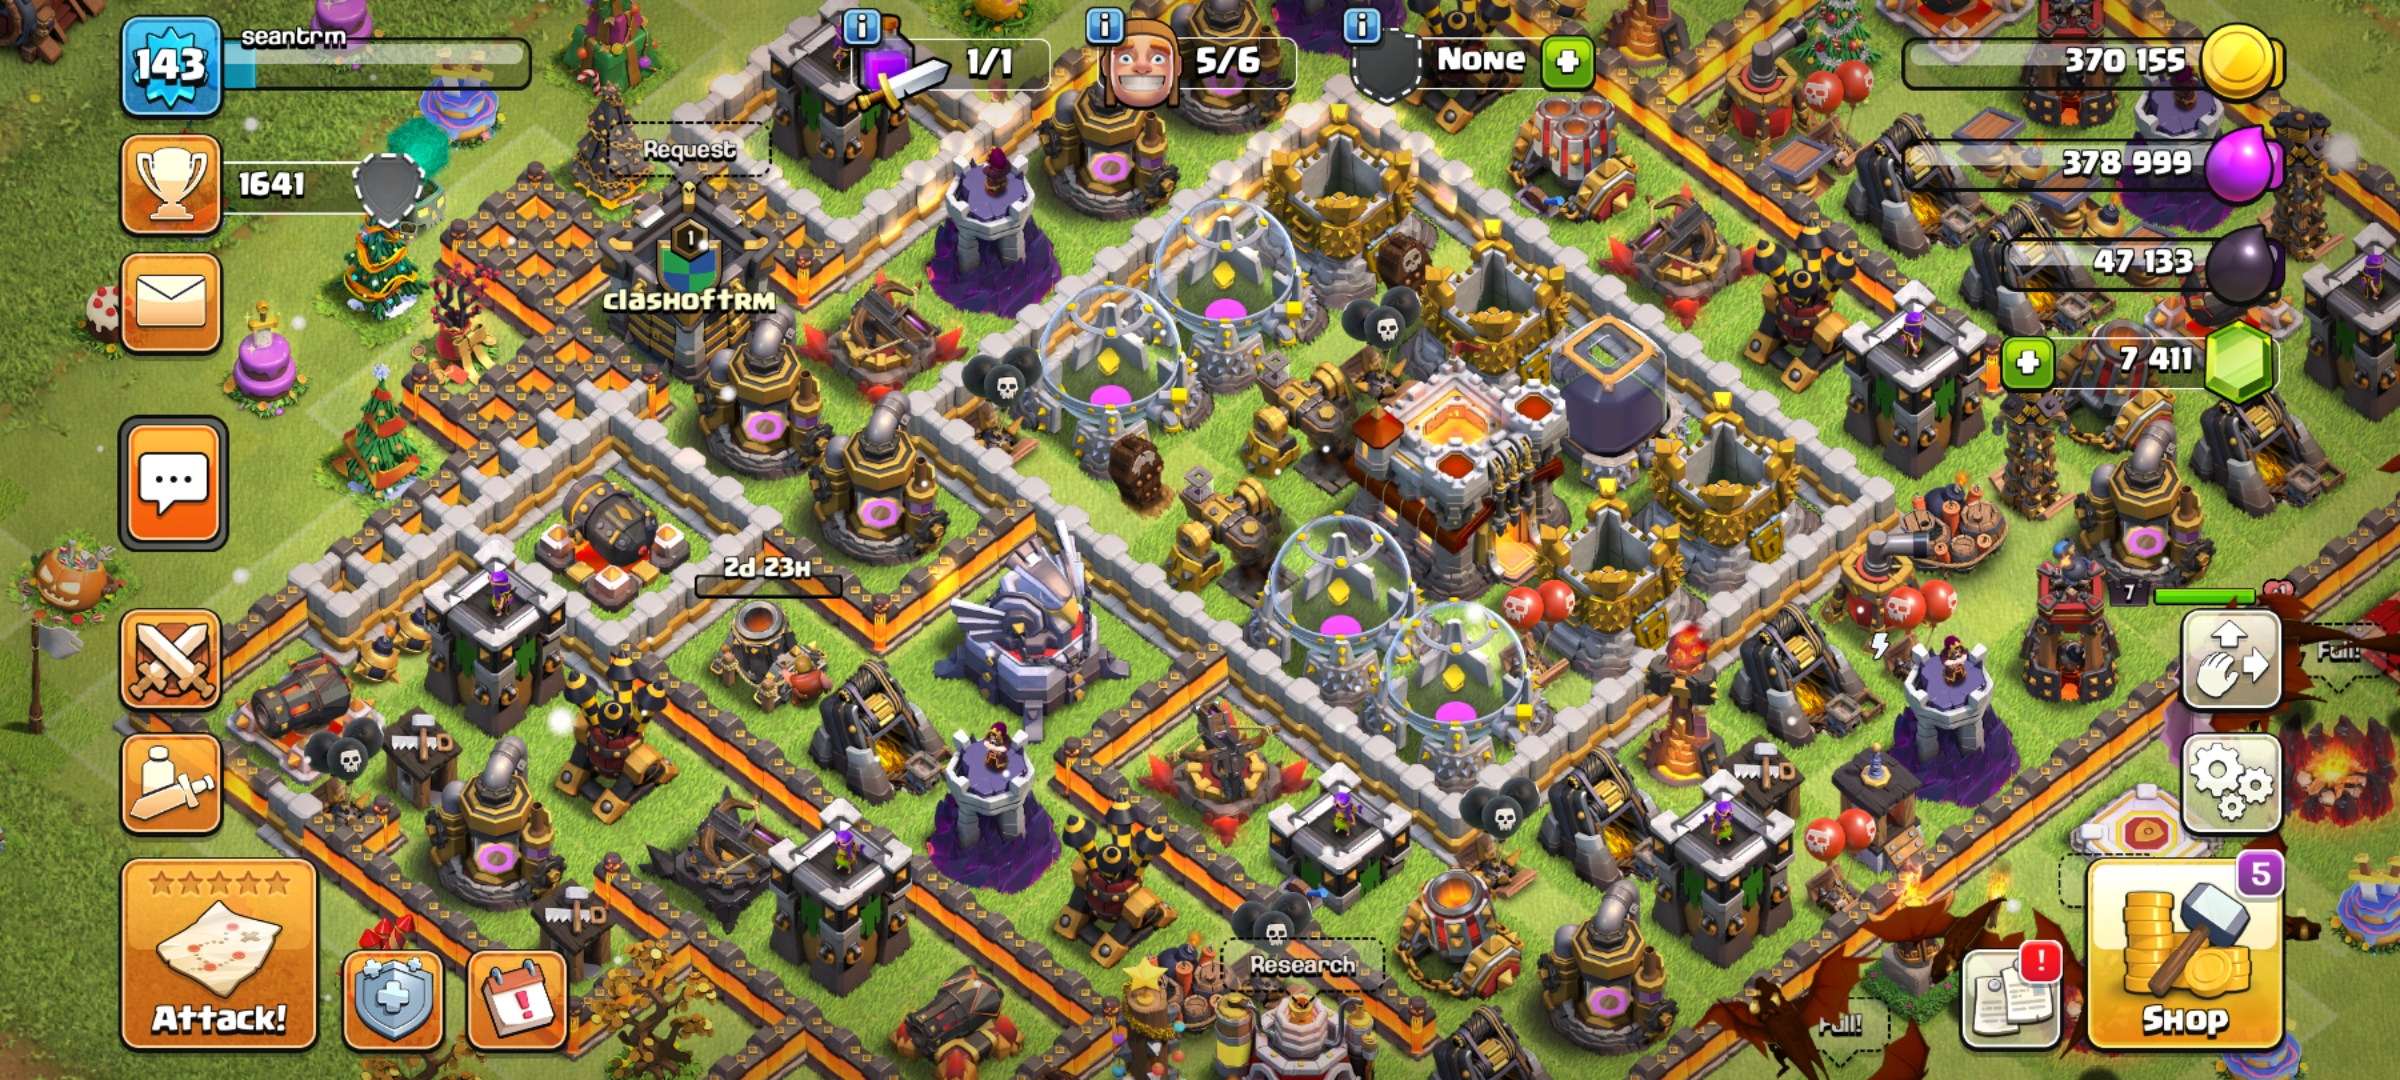 143
seantrm
1/1
5/6
None
370 155
1641
Request
378 999
1
clashofTRM
47 133
7 411
2d 23H
7
Full!
5
Research
Attack!
Full!
Shop